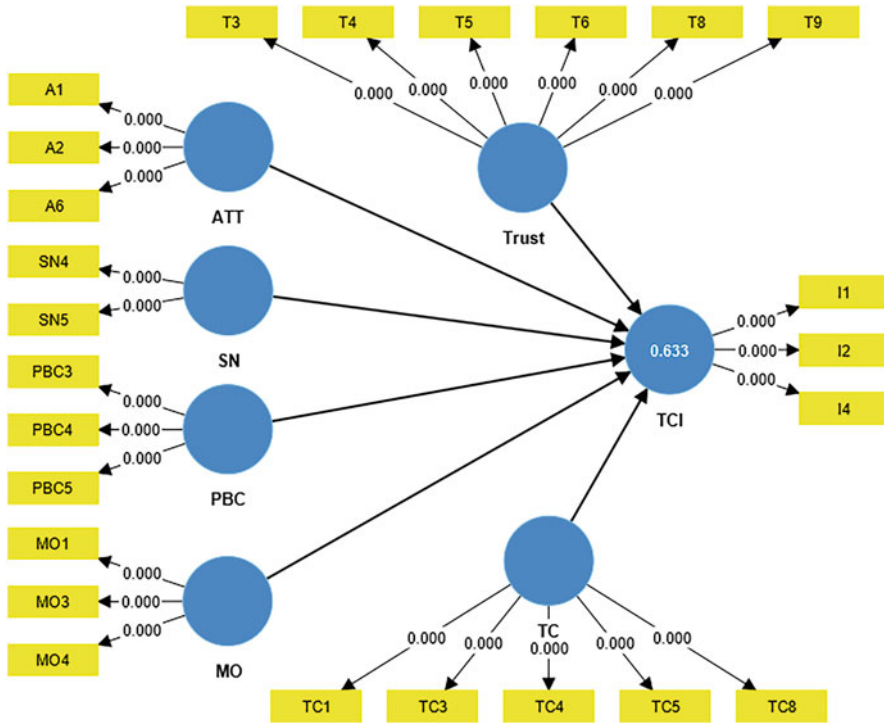 T3 T4 T5 T6 T8 T9
0.000 0.000 0.000 0.000 0.000 0.000
Trust
A1
A2
A6
0.000
0.000
0.000
ATT
SN4
SN5
0.000
0.000
SN
PBC3
PBC4
PBC5
0.000
0.000
0.000
PBC
MO1
MO3
MO4
0.000
0.000
0.000
MO
0.633
TCI
0.000
0.000
0.000
I1
I2
I4
TC
0.000 0.000 0.000 0.000 0.000
TC1 TC3 TC4 TC5 TC8